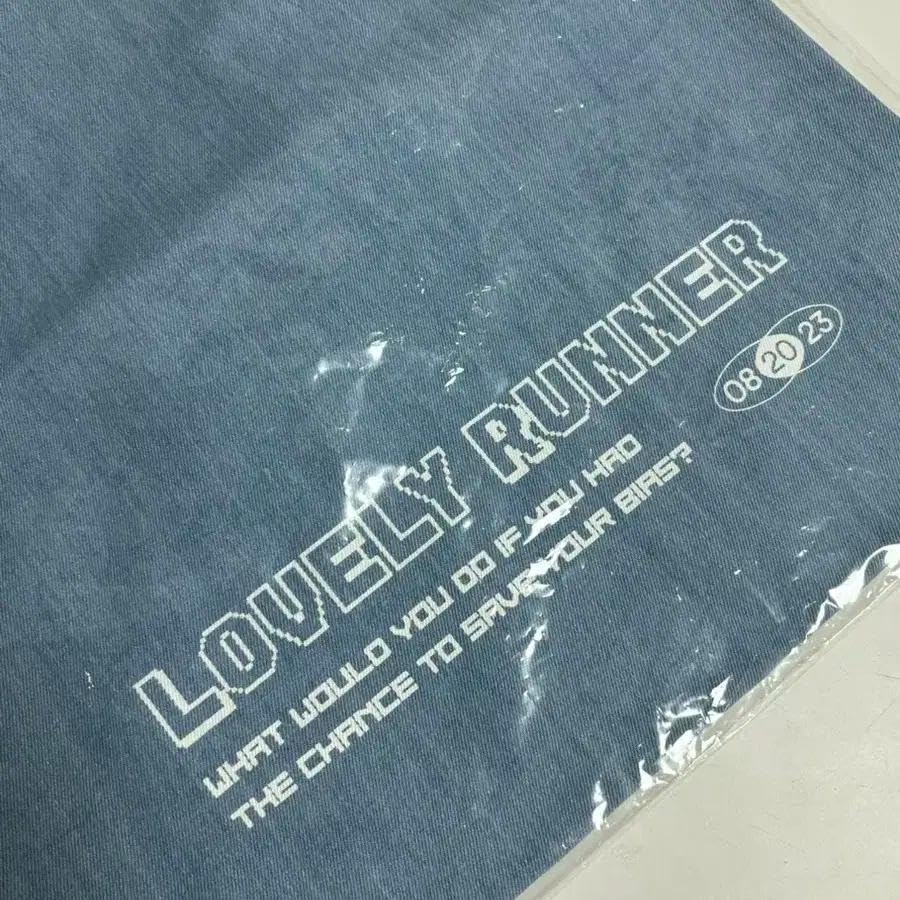 LOVELY RUNNER
08 20 23
WHAT WOULD YOU DO IF YOU HAD
THE CHANCE TO SAVE YOUR BIAS?